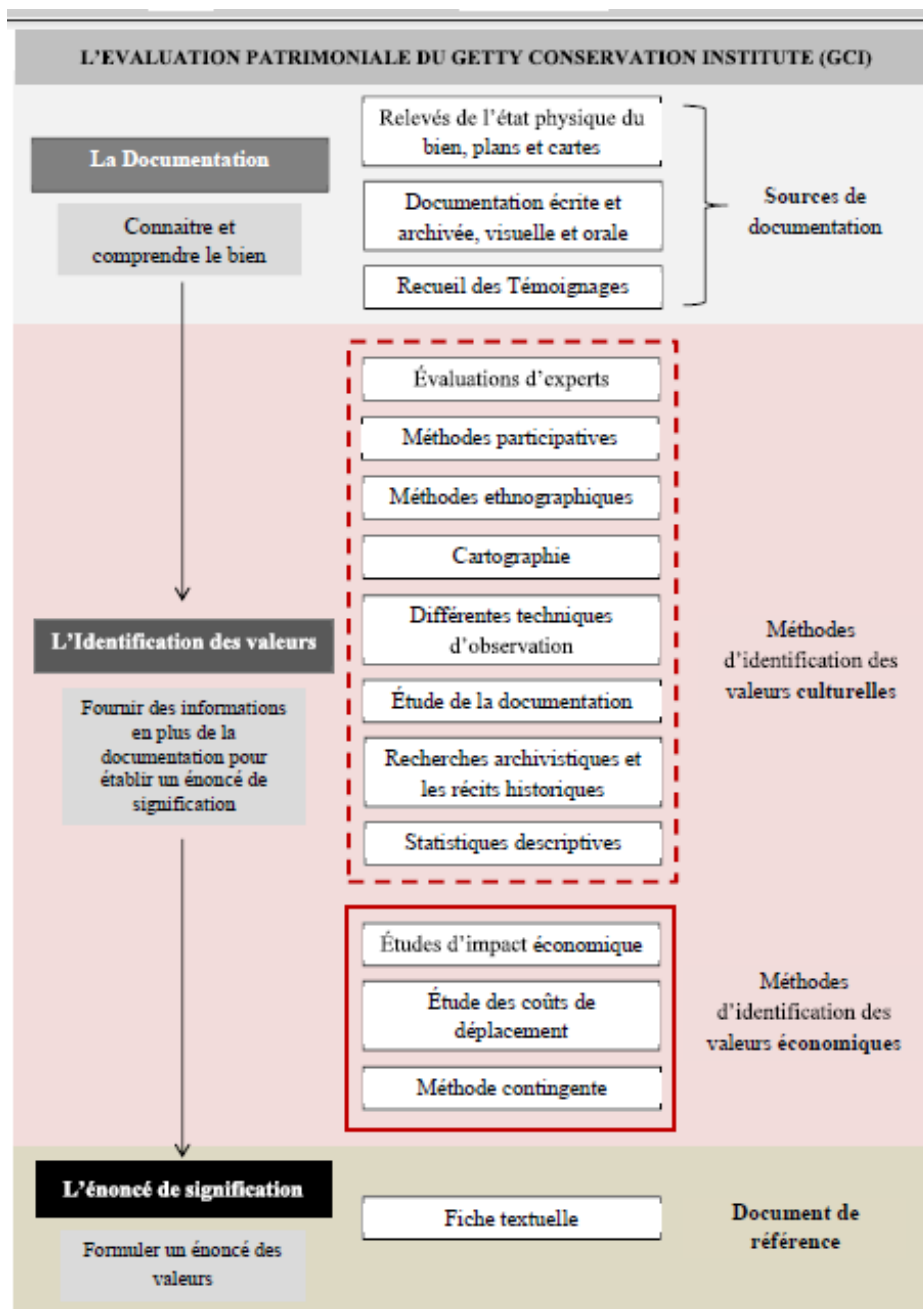 L’EVALUATION PATRIMONIALE DU GETTY CONSERVATION INSTITUTE (GCI)
La Documentation
Connaitre et
comprendre le bien
Relevés de l’état physique du
bien, plans et cartes
Documentation écrite et
archivée, visuelle et orale
Recueil des Témoignages
Sources de
documentation
L’Identification des valeurs
Fournir des informations
en plus de la
documentation pour
établir un énoncé de
signification
Évaluations d’experts
Méthodes participatives
Méthodes ethnographiques
Cartographie
Différentes techniques
d’observation
Étude de la documentation
Recherches archivistiques et
les récits historiques
Statistiques descriptives
Méthodes
d’identification des
valeurs culturelles
Études d’impact économique
Étude des coûts de
déplacement
Méthode contingente
Méthodes
d’identification des
valeurs économiques
L’énoncé de signification
Formuler un énoncé des
valeurs
Fiche textuelle
Document de
référence